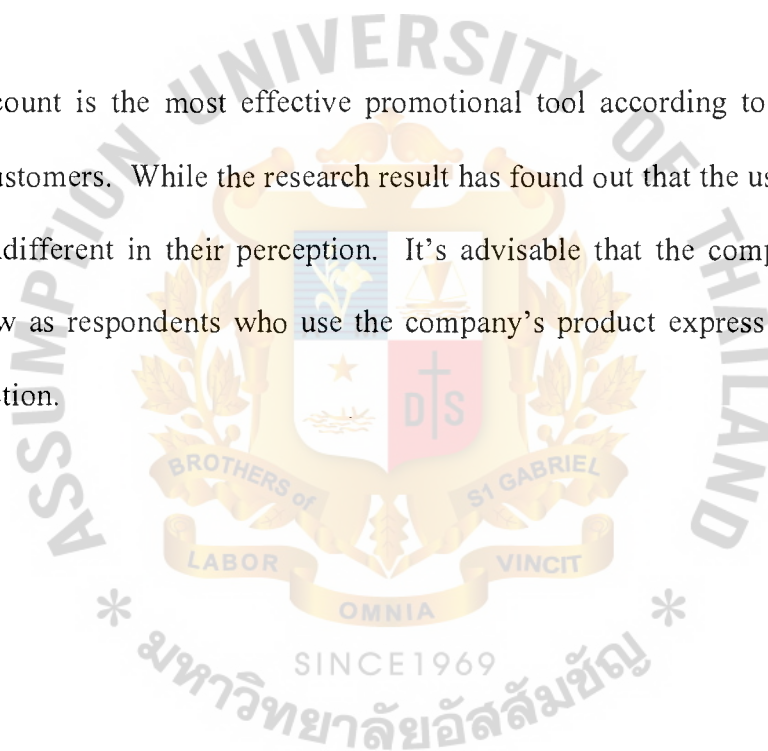 count is the most effective promotional tool according to
ustomers. While the research result has found out that the us
different in their perception. It's advisable that the comp
w as respondents who use the company's product express
tion.
ASSUMPTION UNIVERSITY OF THAILAND
D S
BROTHERS of ST GABRIEL
LABOR VINCIT
OMNIA
SINCE1969
* มหาวิทยาลัยอัสสัมชัญ *